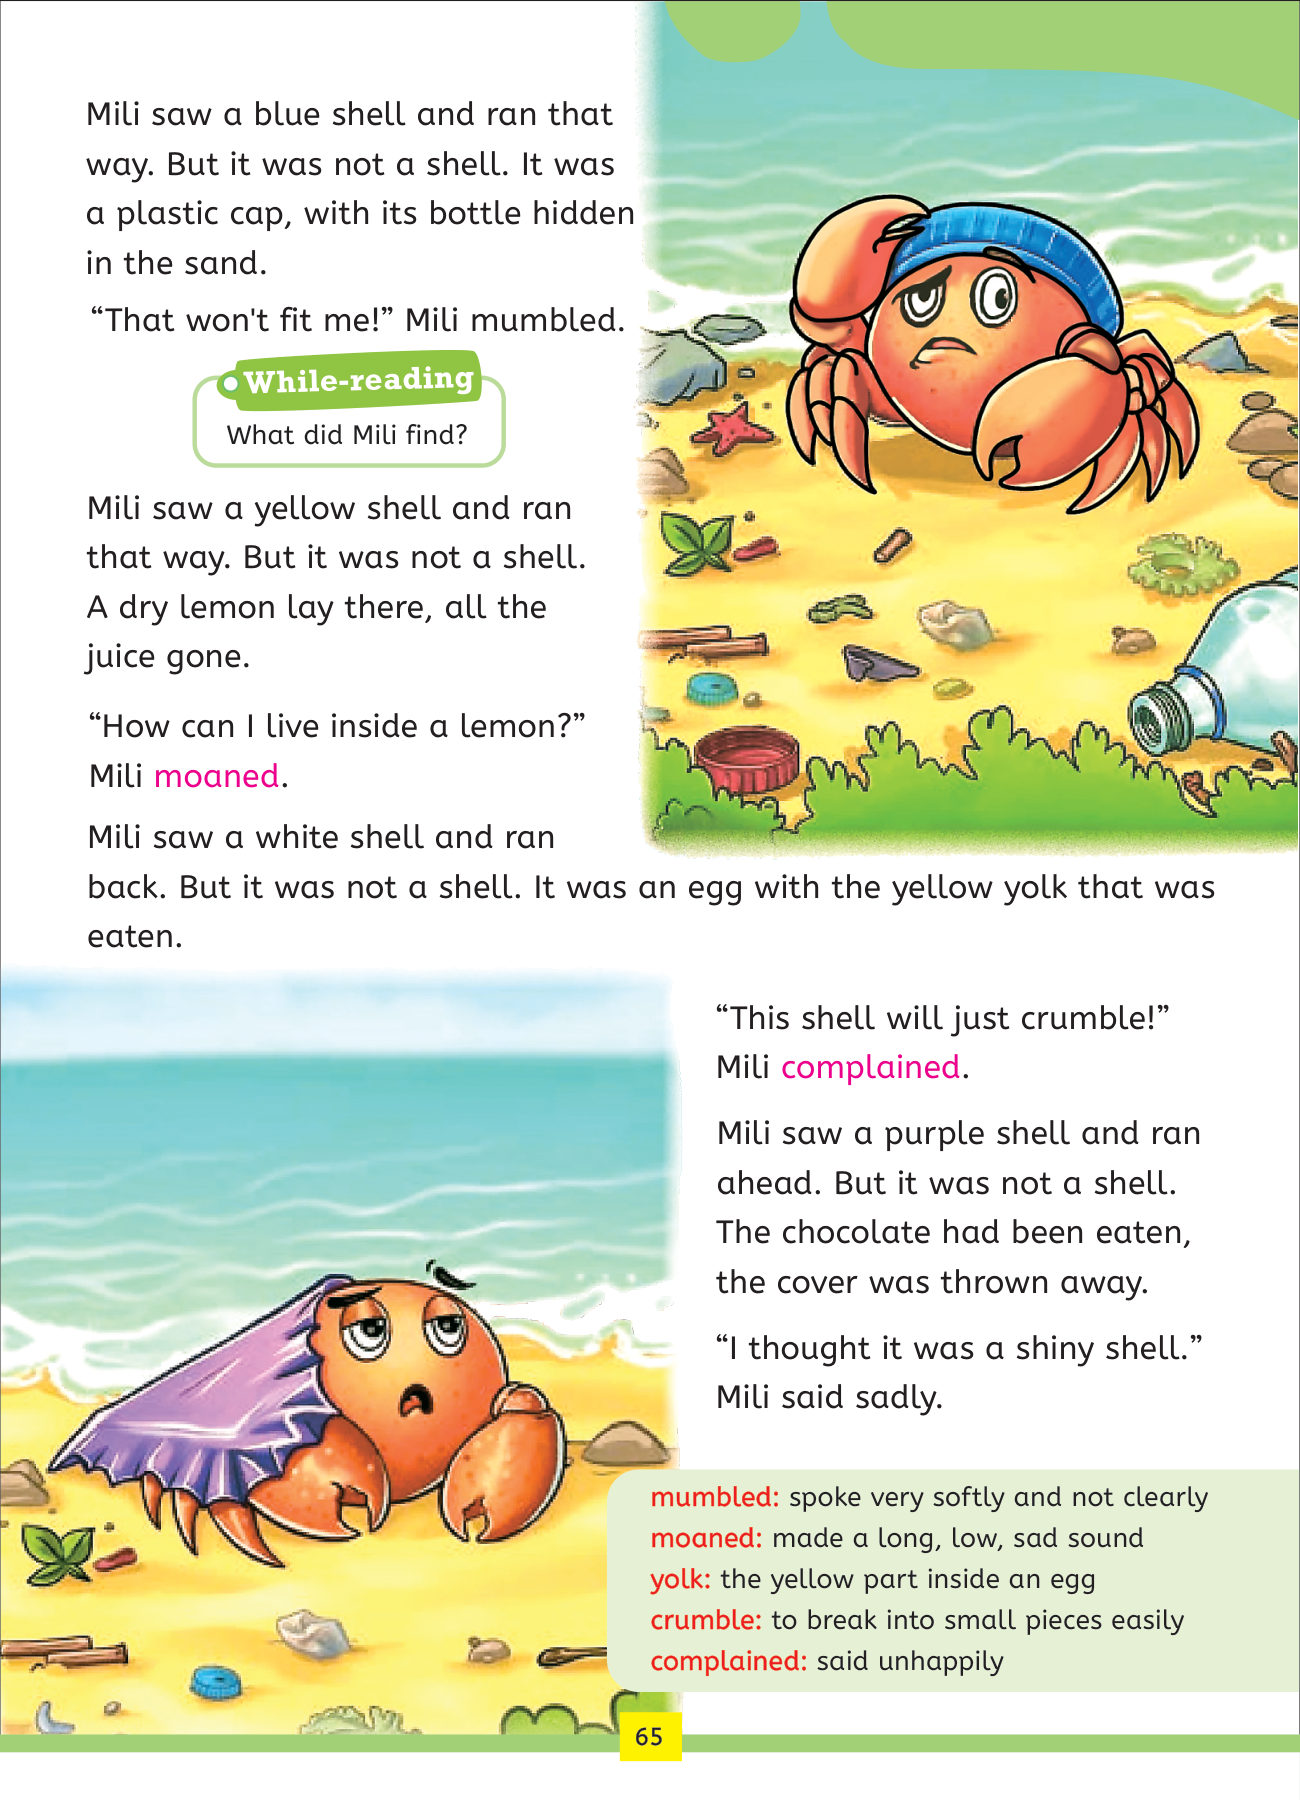 Mili saw a blue shell and ran that
way. But it was not a shell. It was
a plastic cap, with its bottle hidden
in the sand.
“That won't fit me!” Mili mumbled.
While-reading
What did Mili find?
Mili saw a yellow shell and ran
that way. But it was not a shell.
A dry lemon lay there, all the
juice gone.
“How can I live inside a lemon?”
Mili moaned.
Mili saw a white shell and ran
back. But it was not a shell. It was an egg with the yellow yolk that was
eaten.
“This shell will just crumble!”
Mili complained.
Mili saw a purple shell and ran
ahead. But it was not a shell.
The chocolate had been eaten,
the cover was thrown away.
“I thought it was a shiny shell.”
Mili said sadly.
mumbled: spoke very softly and not clearly
moaned: made a long, low, sad sound
yolk: the yellow part inside an egg
crumble: to break into small pieces easily
complained: said unhappily
65